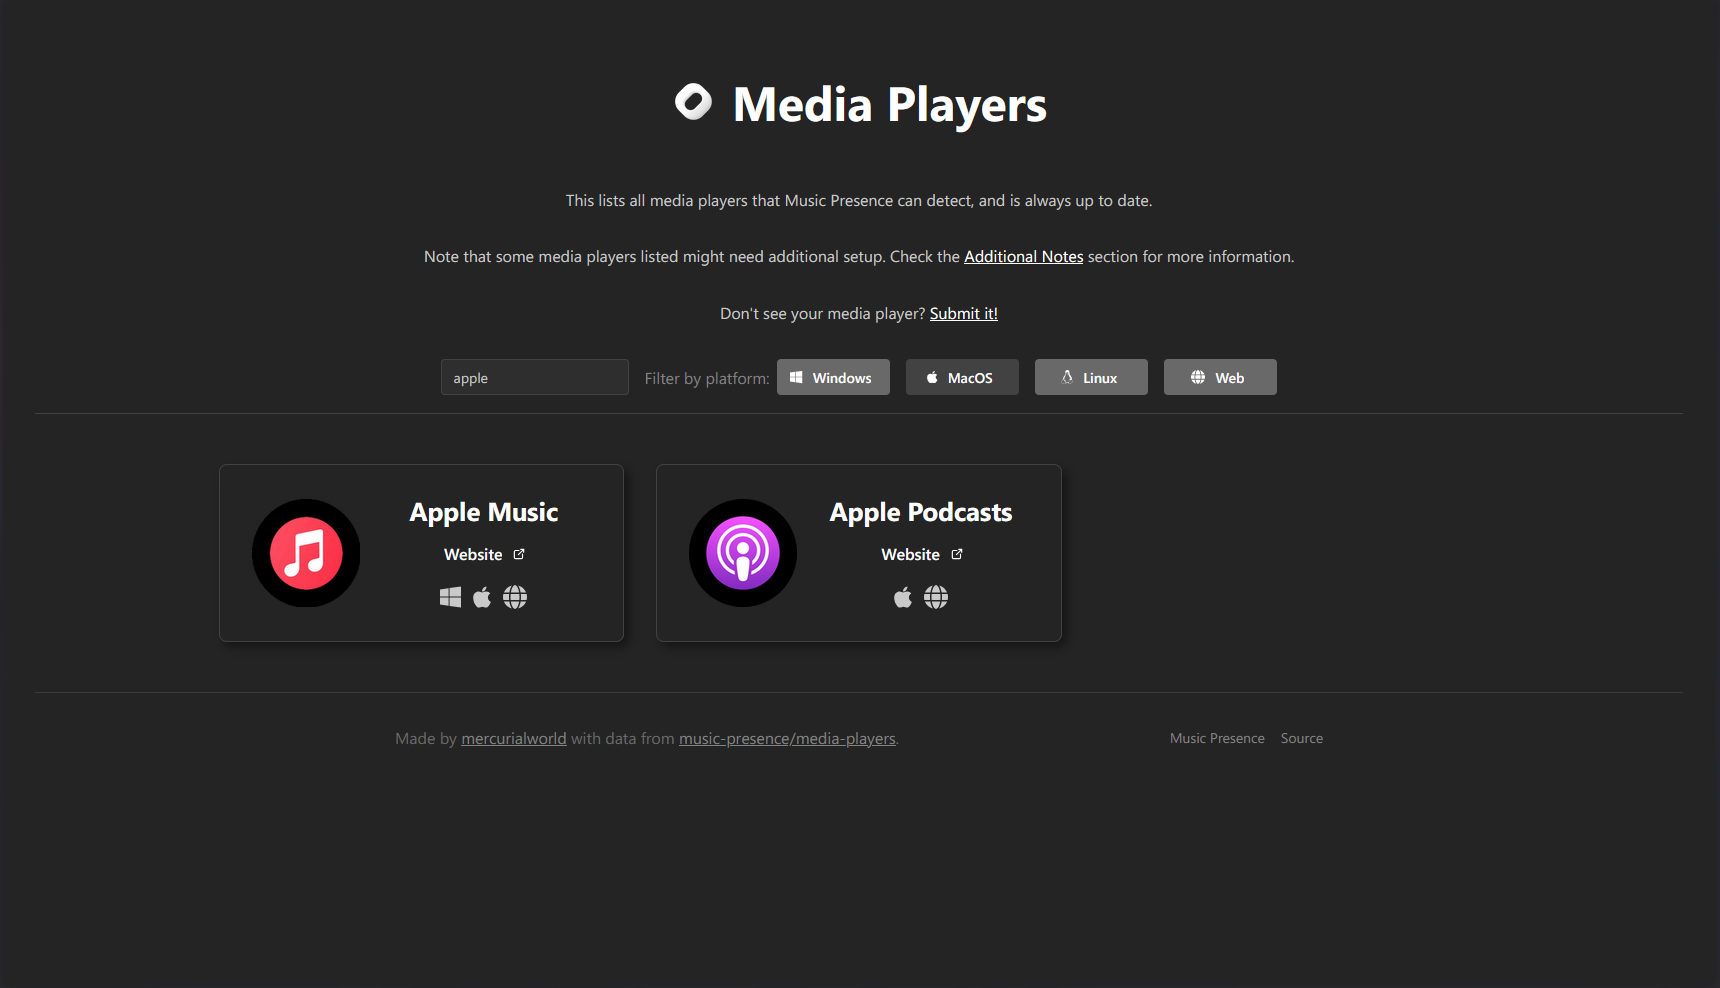 Media Players
This lists all media players that Music Presence can detect, and is always up to date.
Note that some media players listed might need additional setup. Check the Additional Notes section for more information.
Don't see your media player? Submit it!
apple Filter by platform: Windows MacOS Linux Web
Apple Music
Website
Apple Podcasts
Website
Made by mercurialworld with data from music-presence/media-players.
Music Presence Source